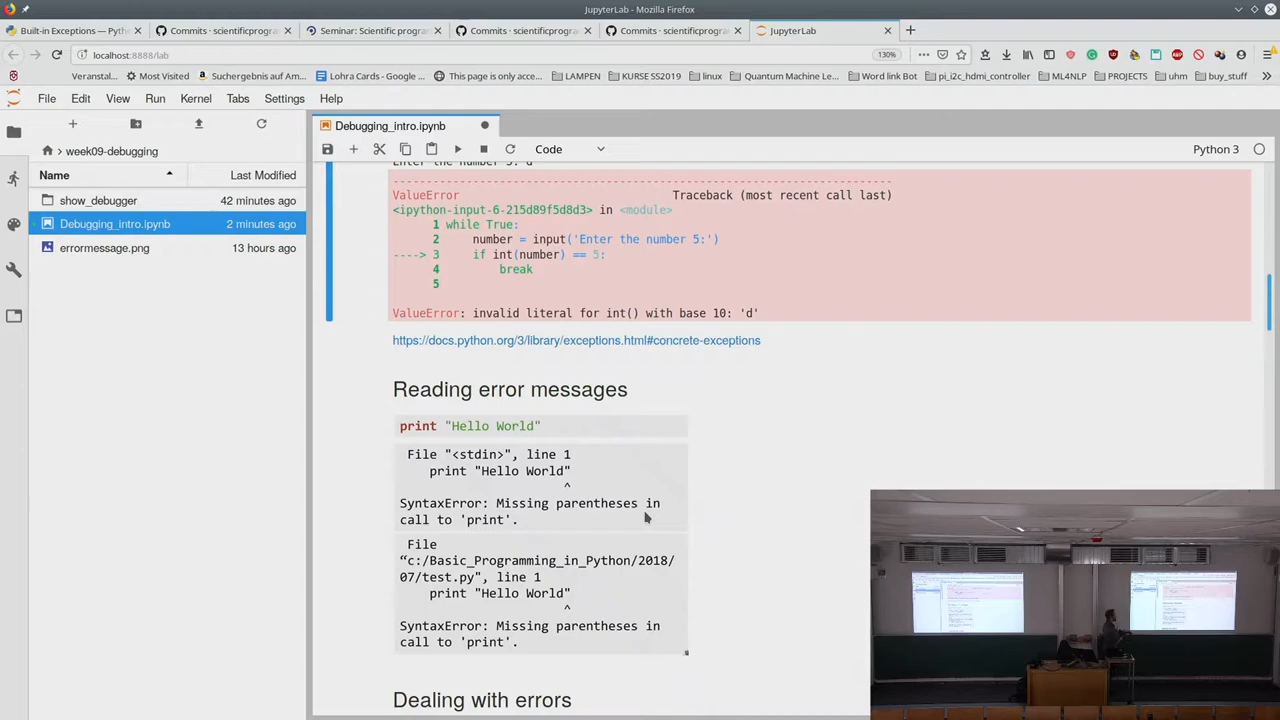 JupyterLab - Mozilla Firefox
Built-in Exceptions — Pyth
Commits · scientificprogra
Seminar: Scientific progra
Commits · scientificprogra
Commits · scientificprogra
JupyterLab
localhost:8888/lab
130%
Veranstal...
Most Visited
Suchergebnis auf Am...
Lohra Cards - Google ...
This page is only acce...
LAMPEN
KURSE SS2019
linux
Quantum Machine Le...
Word link Bot
pi_i2c_hdmi_controller
ML4NLP
PROJECTS
uhm
buy_stuff
File Edit View Run Kernel Tabs Settings Help
week09-debugging
Name Last Modified
show_debugger 42 minutes ago
Debugging_intro.ipynb 2 minutes ago
errormessage.png 13 hours ago
Debugging_intro.ipynb
Code
Python 3
Enter the number 5: d
---------------------------------------------------------------------------
ValueError Traceback (most recent call last)
<ipython-input-6-215d89f5d8d3> in <module>
1 while True:
2 number = input('Enter the number 5:')
----> 3 if int(number) == 5:
4 break
5
ValueError: invalid literal for int() with base 10: 'd'
https://docs.python.org/3/library/exceptions.html#concrete-exceptions
Reading error messages
print "Hello World"
File "<stdin>", line 1
print "Hello World"
^
SyntaxError: Missing parentheses in
call to 'print'.
File
“c:/Basic_Programming_in_Python/2018/
07/test.py", line 1
print "Hello World"
^
SyntaxError: Missing parentheses in
call to 'print'.
Dealing with errors